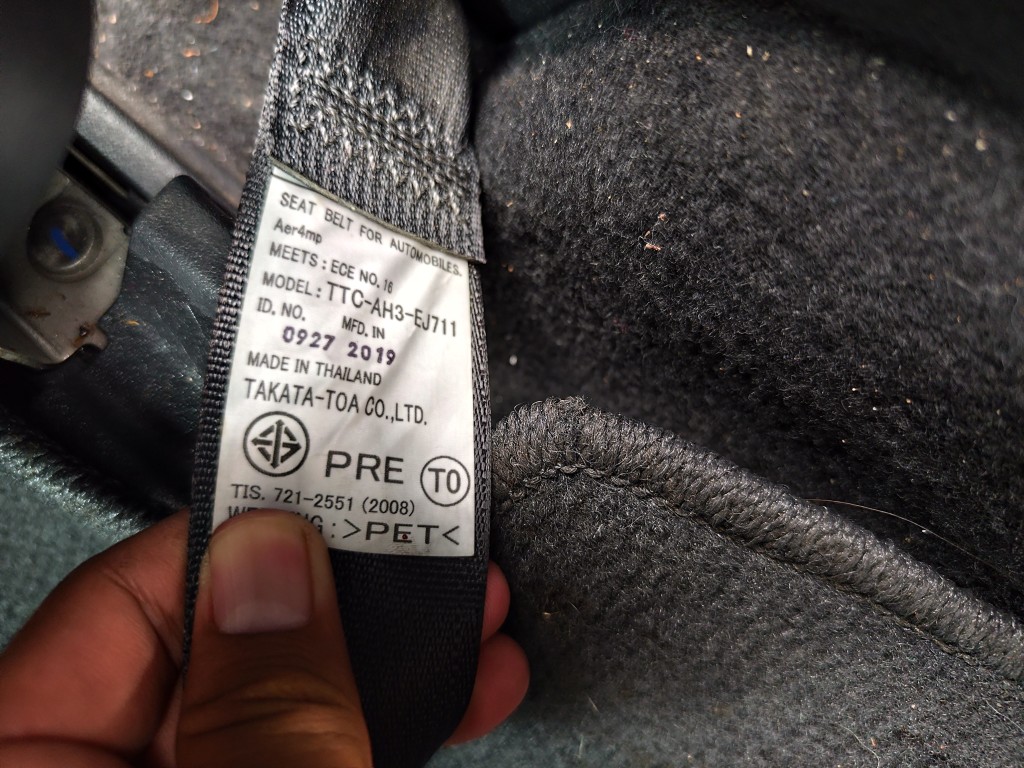 SEAT BELT FOR AUTOMOBILES.
Aer4mp
MEETS : ECE NO. 16
MODEL : TTC-AH3-EJ711
ID. NO. MFD. IN
0927 2019
MADE IN THAILAND
TAKATA-TOA CO.,LTD.
PRE TO
TIS. 721-2551 (2008)
:>PET<